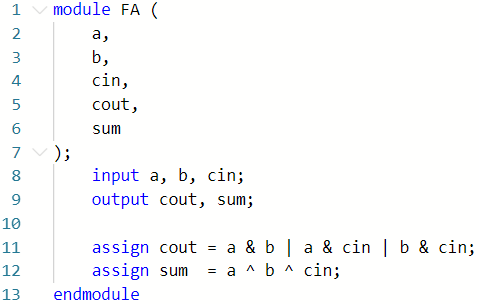 1 module FA (
2     a,
3     b,
4     cin,
5     cout,
6     sum
7 );
8     input a, b, cin;
9     output cout, sum;
10
11     assign cout = a & b | a & cin | b & cin;
12     assign sum  = a ^ b ^ cin;
13 endmodule